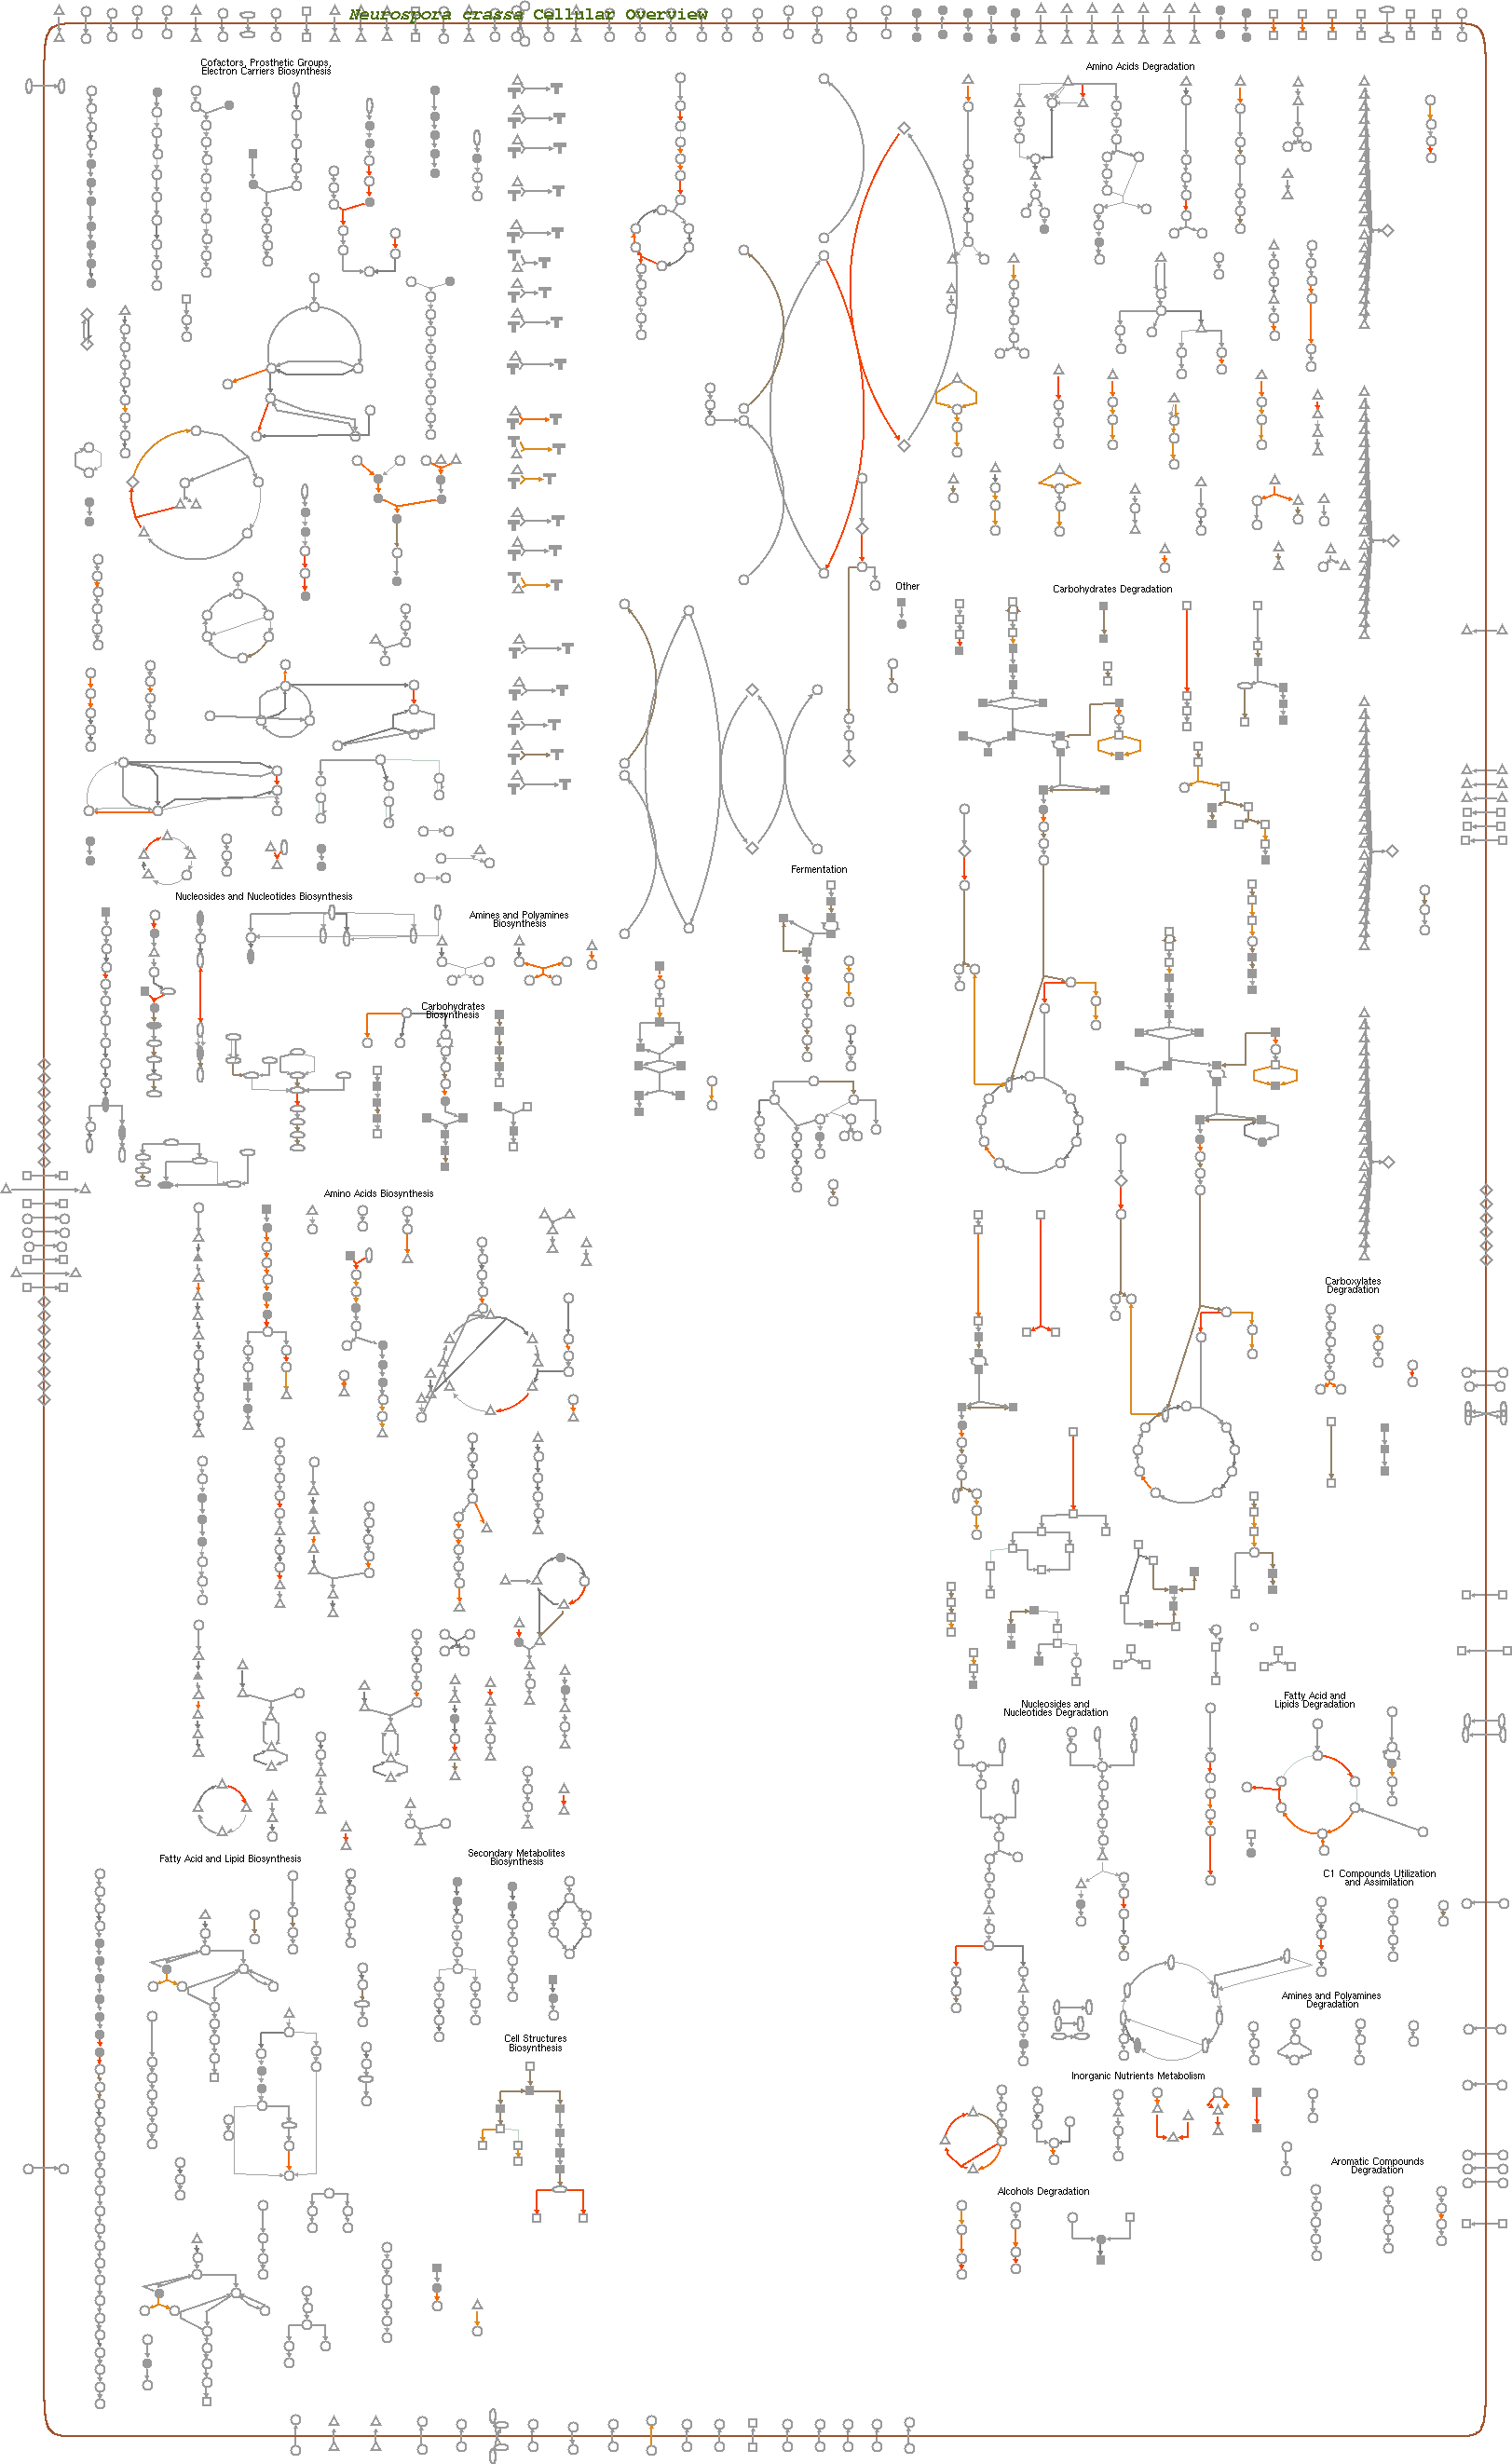 Neurospora crassa Cellular Overview
Cofactors, Prosthetic Groups,
Electron Carriers Biosynthesis
Amino Acids Degradation
Other
Carbohydrates Degradation
Fermentation
Nucleosides and Nucleotides Biosynthesis
Amines and Polyamines
Biosynthesis
Carbohydrates
Biosynthesis
Amino Acids Biosynthesis
Carboxylates
Degradation
Nucleosides and
Nucleotides Degradation
Fatty Acid and
Lipids Degradation
Fatty Acid and Lipid Biosynthesis
Secondary Metabolites
Biosynthesis
C1 Compounds Utilization
and Assimilation
Amines and Polyamines
Degradation
Cell Structures
Biosynthesis
Inorganic Nutrients Metabolism
Aromatic Compounds
Degradation
Alcohols Degradation